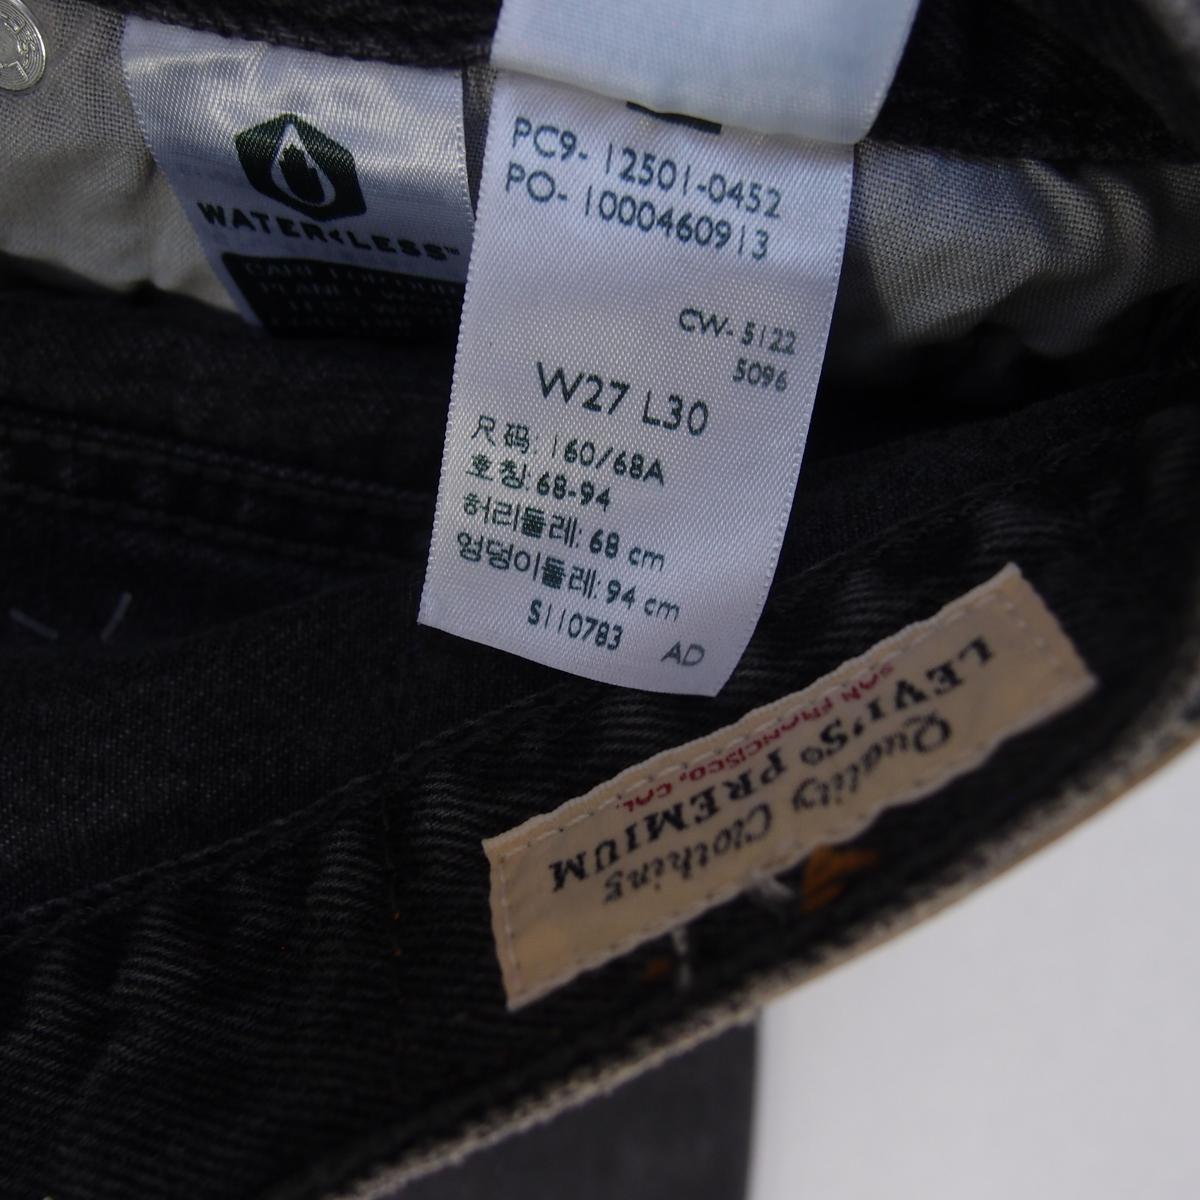 WATER<LESS™
PC9- 12501-0452
PO- 1000460913
CW- 5122
5096
W27 L30
尺码: 160/68A
호칭: 68-94
허리둘레: 68 cm
엉덩이둘레: 94 cm
S110783 AD
LEVI'S® PREMIUM
SAN FRANCISCO, CAL.
Quality Clothing